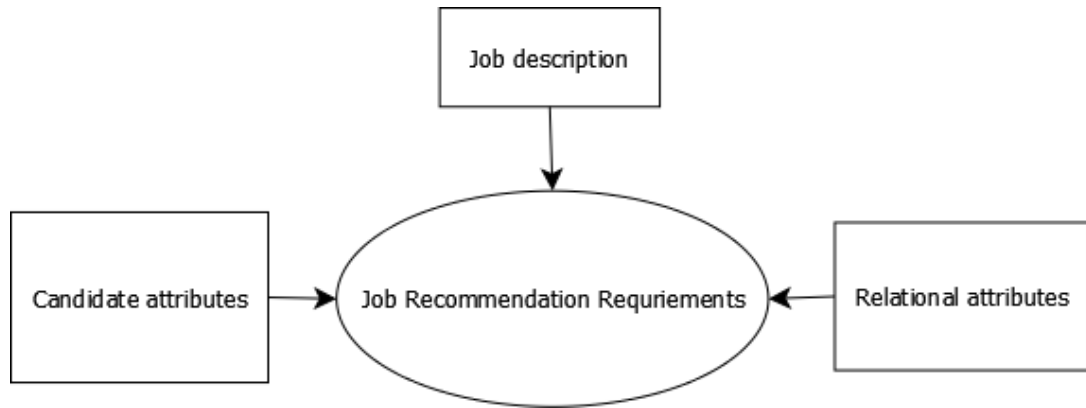 Job description
Candidate attributes
Job Recommendation Requriements
Relational attributes